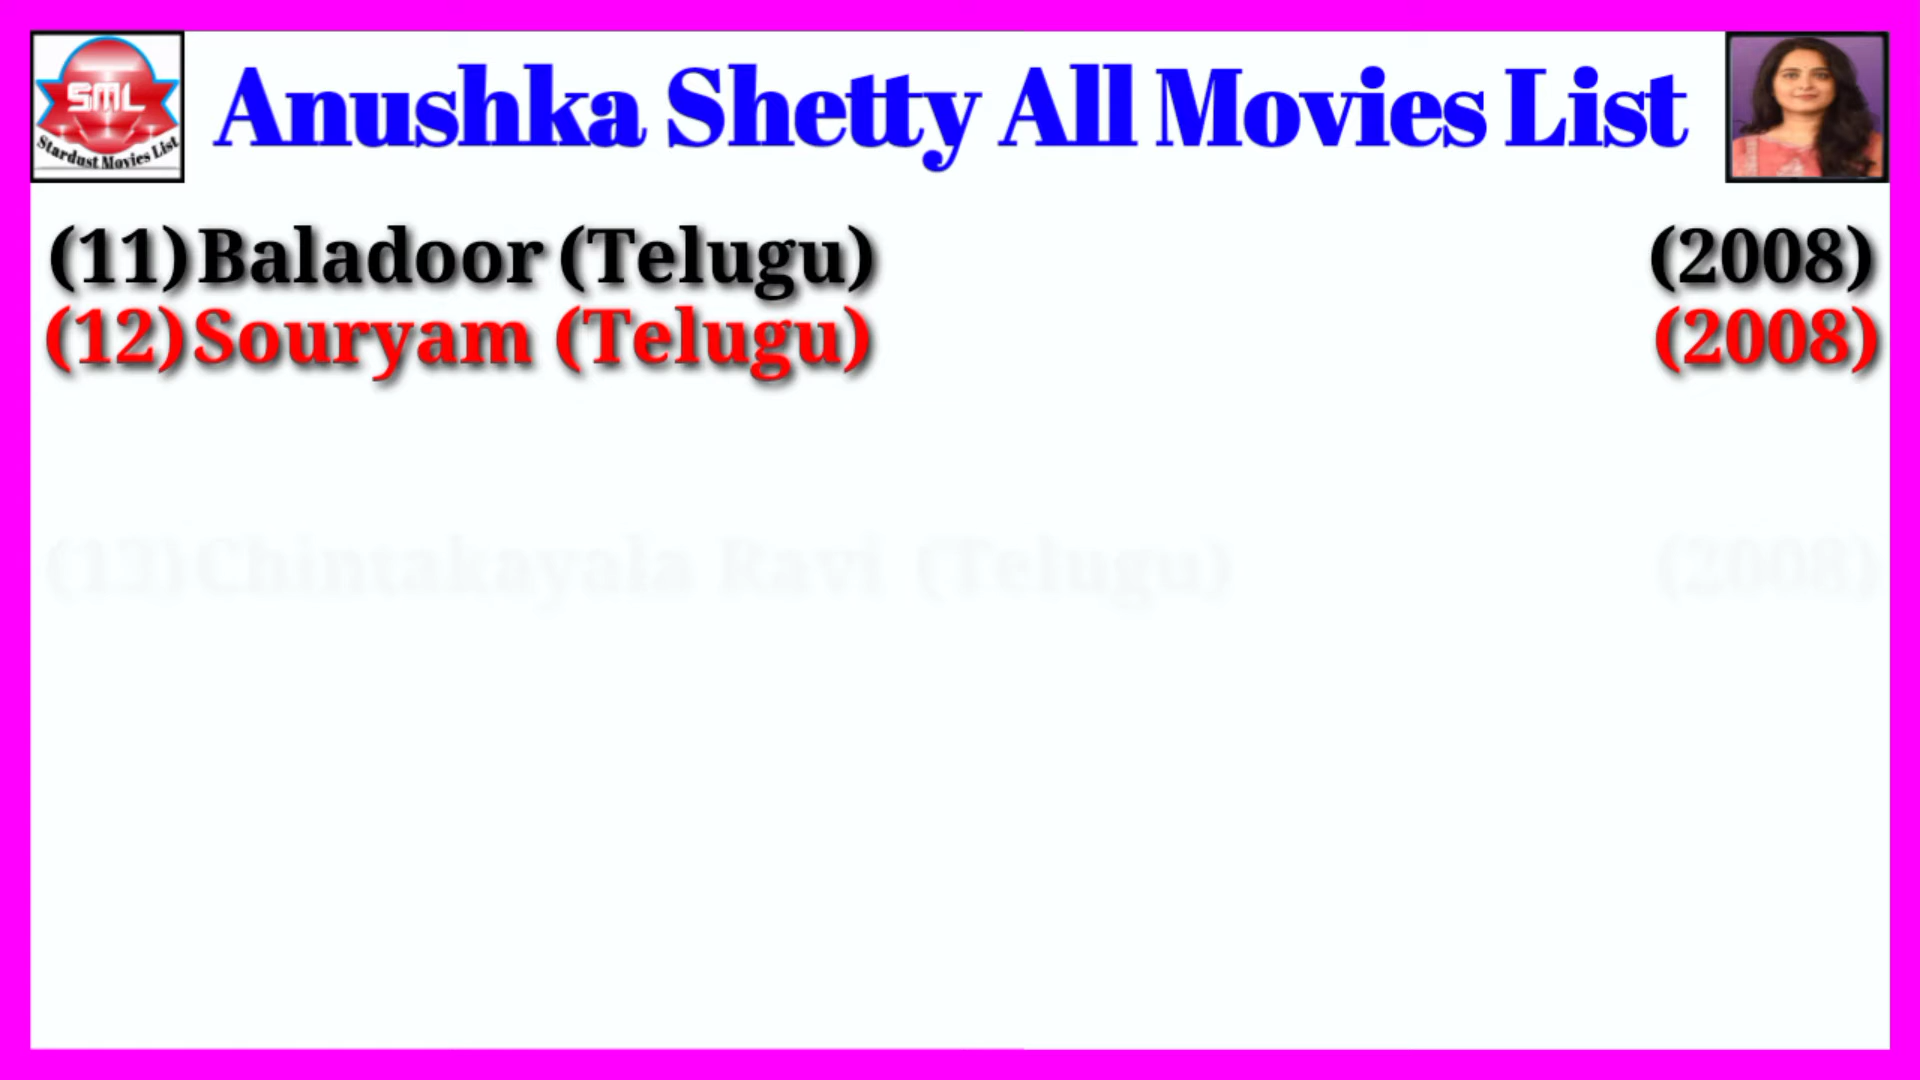 SML
Stardust Movies List
Anushka Shetty All Movies List
(11) Baladoor (Telugu) (2008)
(12) Souryam (Telugu) (2008)
(13) Chintakayala Ravi (Telugu) (2008)